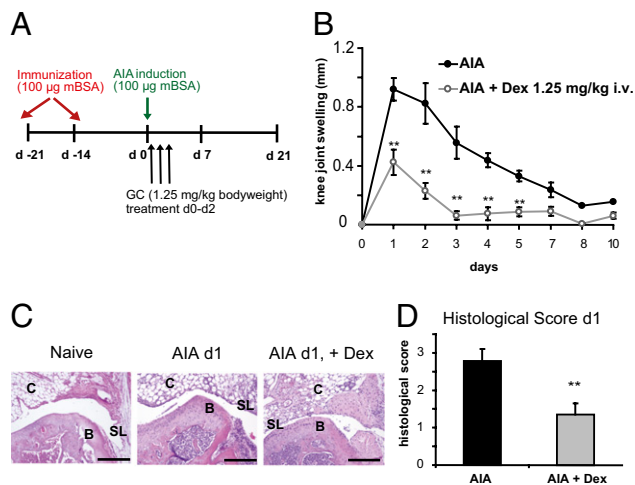 A
Immunization
(100 µg mBSA)
AIA induction
(100 µg mBSA)
d -21
d -14
d 0
d 7
d 21
GC (1.25 mg/kg bodyweight)
treatment d0-d2
B
AIA
AIA + Dex 1.25 mg/kg i.v.
knee joint swelling (mm)
1.2
0.8
0.4
0
**
**
**
**
**
0 1 2 3 4 5 7 8 10
days
C
Naive
AIA d1
AIA d1, + Dex
C
B
SL
C
B
SL
C
B
SL
D
Histological Score d1
histological score
3
2
1
0
**
AIA
AIA + Dex